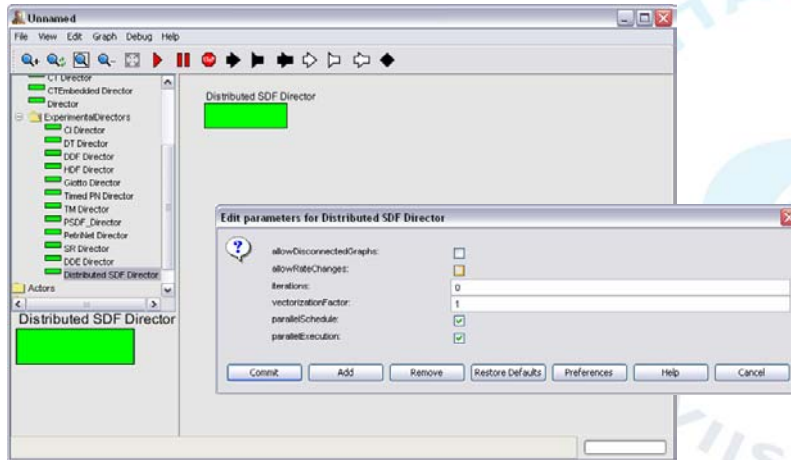 Unnamed
File View Edit Graph Debug Help
CT Director
CTEmbedded Director
Director
ExperimentalDirectors
CI Director
DT Director
DDF Director
HDF Director
Giotto Director
Timed PN Director
TM Director
PSDF_Director
PetriNet Director
SR Director
DDE Director
Distributed SDF Director
Actors
Distributed SDF Director
Distributed SDF Director
Edit parameters for Distributed SDF Director
allowDisconnectedGraphs:
allowRateChanges:
iterations: 0
vectorizationFactor: 1
parallelSchedule:
parallelExecution:
Commit Add Remove Restore Defaults Preferences Help Cancel